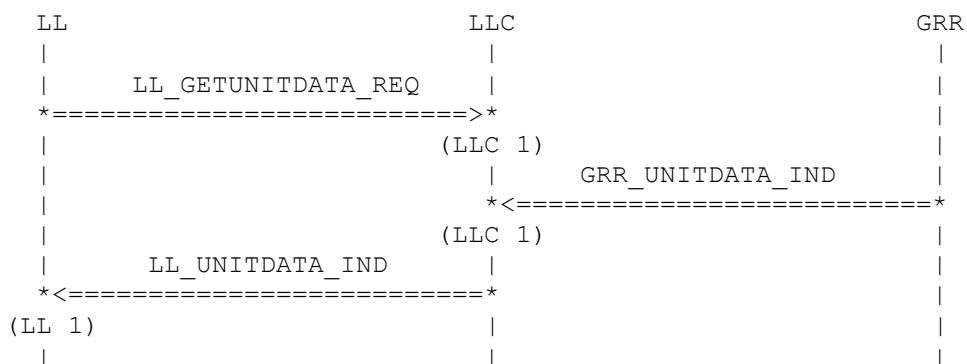 LL LLC GRR
LL_GETUNITDATA_REQ
*==========================>*
(LLC 1)
GRR_UNITDATA_IND
*<==========================*
(LLC 1)
LL_UNITDATA_IND
*<==========================*
(LL 1)